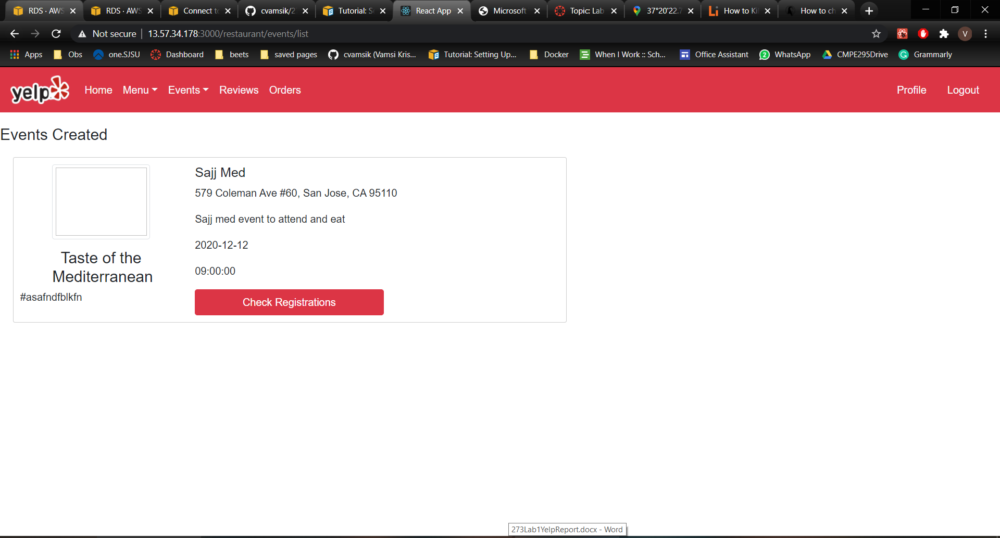 RDS · AWS
RDS · AWS
Connect to
cvamsik/2
Tutorial: Se
React App
Microsoft
Topic: Lab
37°20'22.7
How to Kil
How to ch
Not secure
13.57.34.178:3000/restaurant/events/list
V
Apps
Obs
one.SJSU
Dashboard
beets
saved pages
cvamsik (Vamsi Kris...
Tutorial: Setting Up...
Docker
When I Work :: Sch...
Office Assistant
2
WhatsApp
CMPE295Drive
Grammarly
yelp
Home
Menu
Events
Reviews
Orders
Profile
Logout
Events Created
Sajj Med
579 Coleman Ave #60, San Jose, CA 95110
Sajj med event to attend and eat
2020-12-12
09:00:00
Taste of the
Mediterranean
#asafndfblkfn
Check Registrations
273Lab1YelpReport.docx - Word